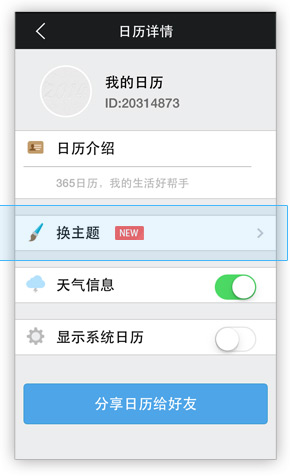 日历详情
我的日历
ID:20314873
日历介绍
365日历，我的生活好帮手
换主题 NEW
天气信息
显示系统日历
分享日历给好友